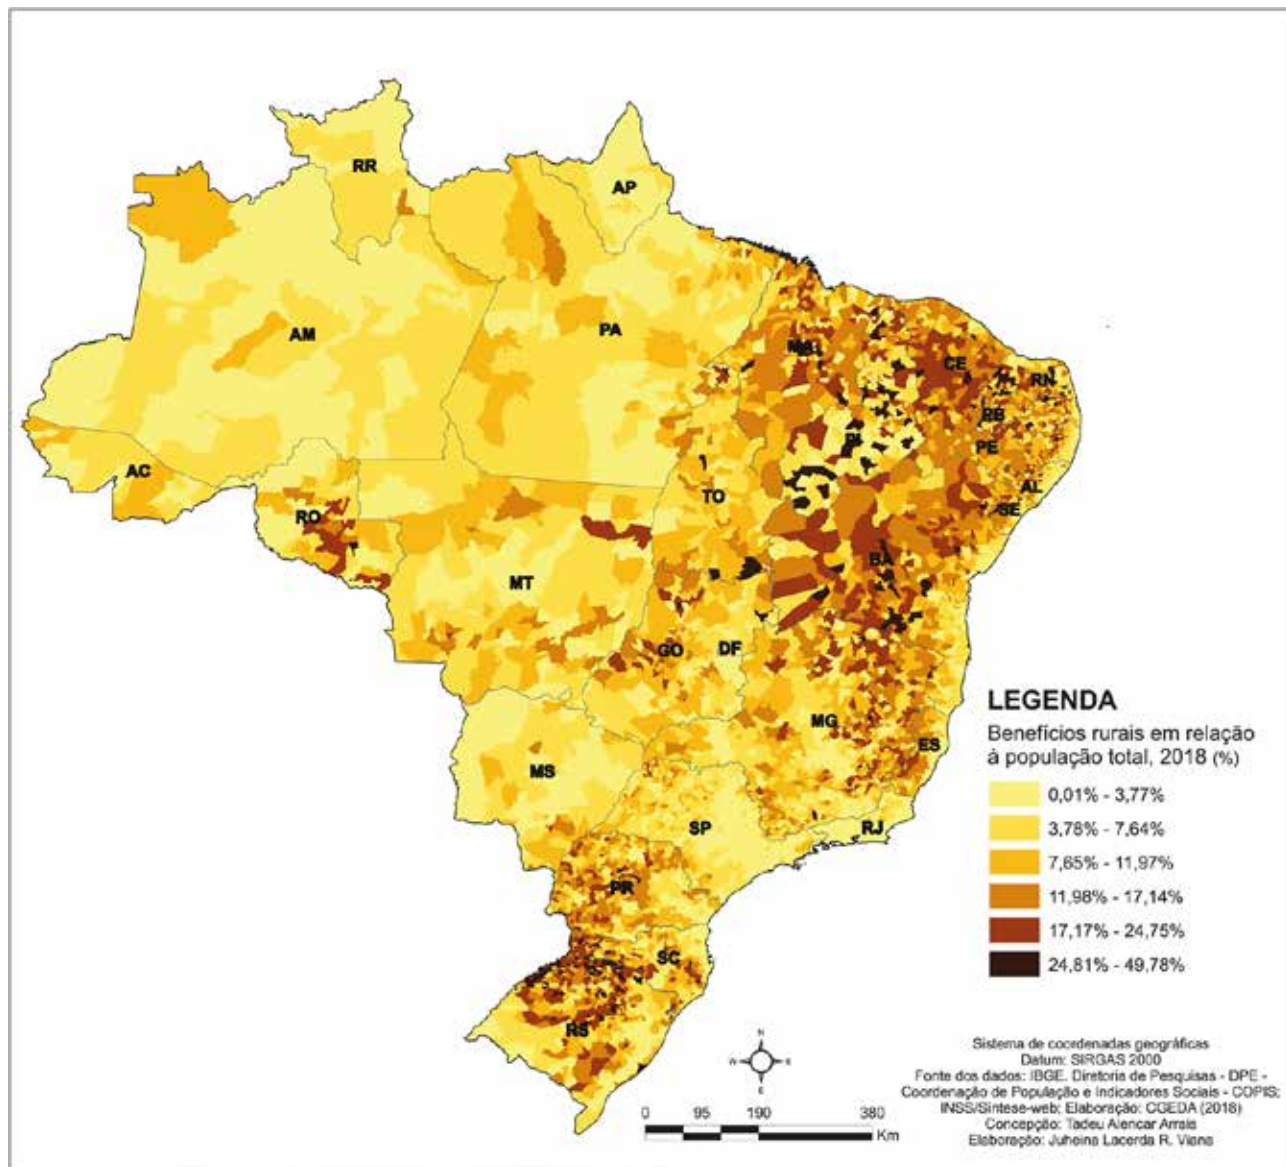 RR
AP
AM
PA
MA
CE
RN
PB
PI
PE
AC
TO
AL
SE
RO
BA
MT
GO
DF
MG
ES
MS
SP
RJ
PR
SC
RS
LEGENDA
Benefícios rurais em relação
à população total, 2018 (%)
0,01% - 3,77%
3,78% - 7,64%
7,65% - 11,97%
11,98% - 17,14%
17,17% - 24,75%
24,81% - 49,78%
N
W
E
0 95 190 380
Km
Sistema de coordenadas geográficas
Datum: SIRGAS 2000
Fonte dos dados: IBGE. Diretoria de Pesquisas - DPE -
Coordenação de População e Indicadores Sociais - COPIS;
INSS/Síntese-web; Elaboração: CGEDA (2018)
Concepção: Tadeu Alencar Arrais
Elaboração: Juheina Lacerda R. Viana